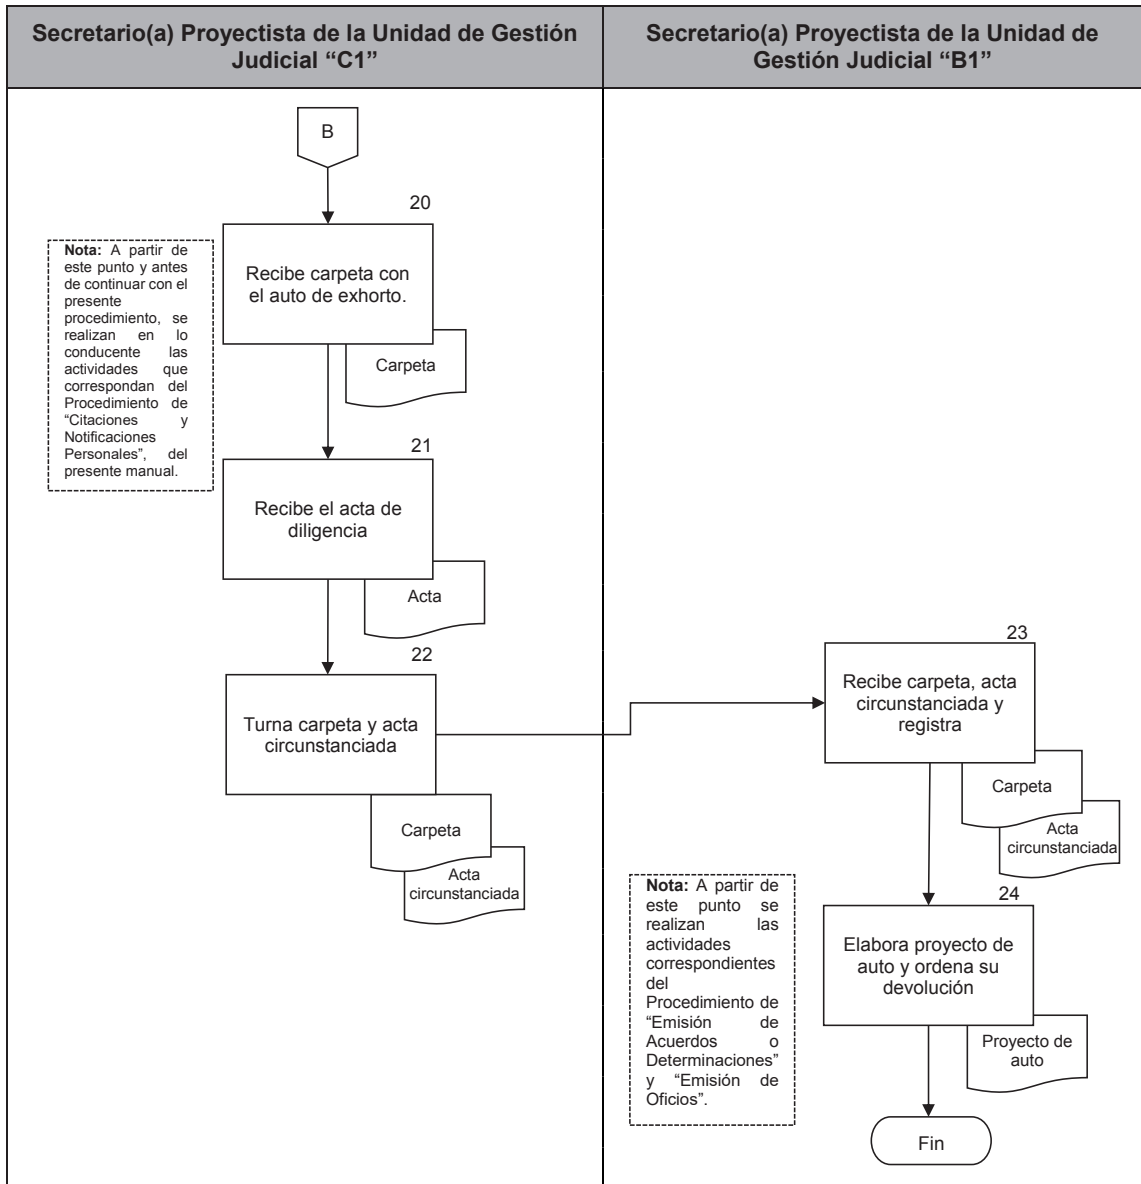 Secretario(a) Proyectista de la Unidad de Gestión
Judicial “C1”
Secretario(a) Proyectista de la Unidad de
Gestión Judicial “B1”
B
20
Nota: A partir de
este punto y antes
de continuar con el
presente
procedimiento, se
realizan en lo
conducente las
actividades que
correspondan del
Procedimiento de
“Citaciones y
Notificaciones
Personales”, del
presente manual.
Recibe carpeta con
el auto de exhorto.
Carpeta
21
Recibe el acta de
diligencia
Acta
22
Turna carpeta y acta
circunstanciada
Carpeta
Acta
circunstanciada
23
Recibe carpeta, acta
circunstanciada y
registra
Carpeta
Acta
circunstanciada
Nota: A partir de
este punto se
realizan las
actividades
correspondientes
del
Procedimiento de
“Emisión de
Acuerdos o
Determinaciones”
y “Emisión de
Oficios”.
24
Elabora proyecto de
auto y ordena su
devolución
Proyecto de
auto
Fin